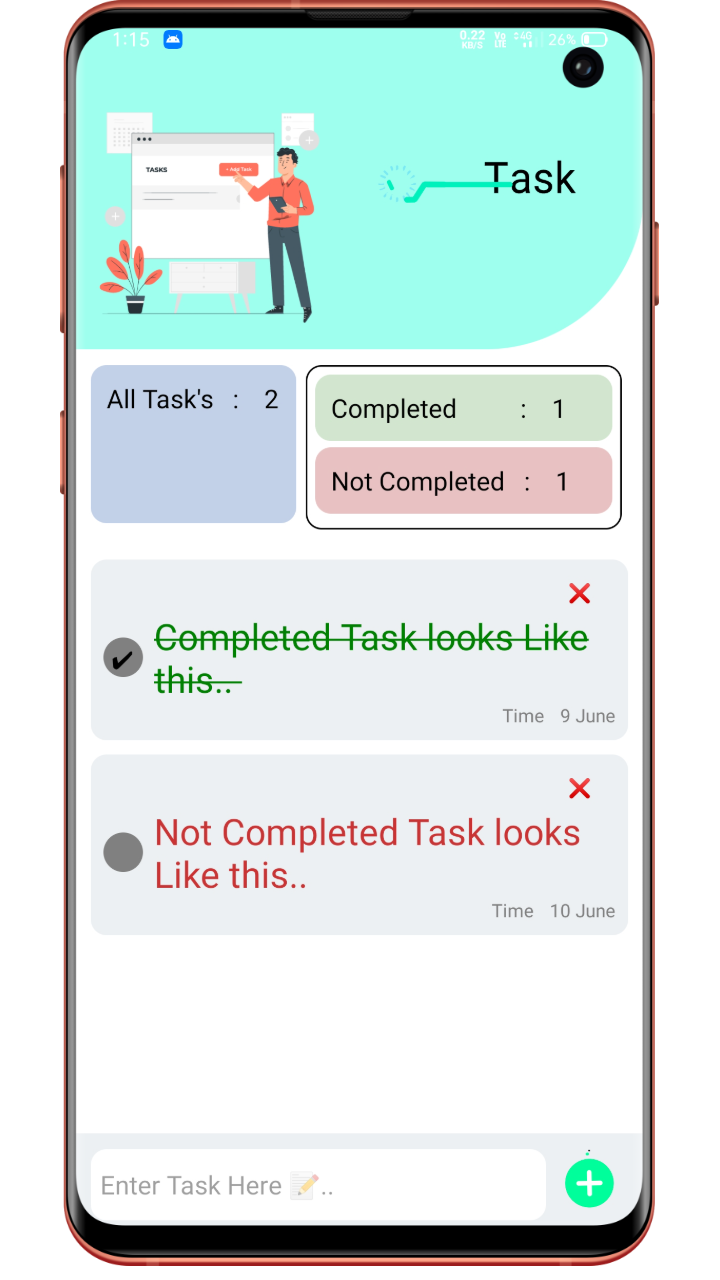 1:15 0.22 KB/S Vo LTE 4G 26%
TASKS
+ Add Task
Task
All Task's : 2
Completed : 1
Not Completed : 1
Completed Task looks Like
this..
Time 9 June
Not Completed Task looks
Like this..
Time 10 June
Enter Task Here 📝..